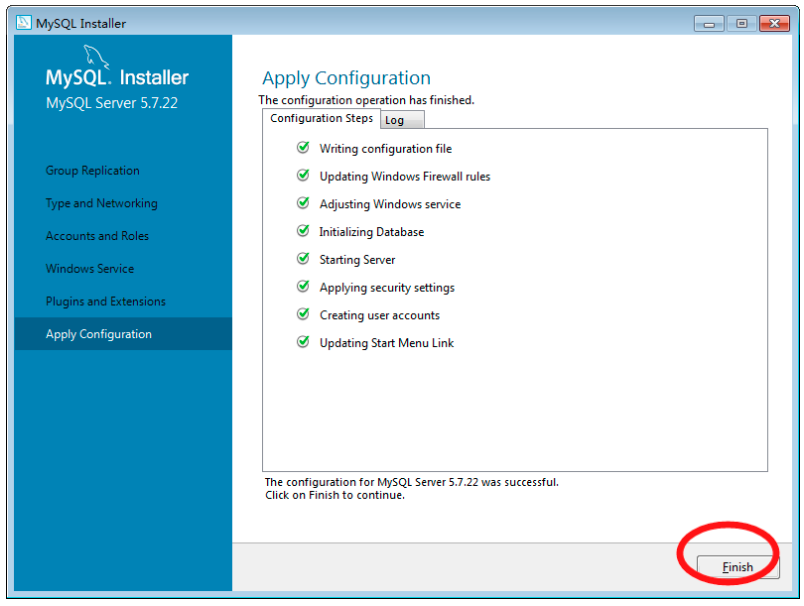 MySQL Installer
MySQL. Installer
MySQL Server 5.7.22
Group Replication
Type and Networking
Accounts and Roles
Windows Service
Plugins and Extensions
Apply Configuration
Apply Configuration
The configuration operation has finished.
Configuration Steps Log
Writing configuration file
Updating Windows Firewall rules
Adjusting Windows service
Initializing Database
Starting Server
Applying security settings
Creating user accounts
Updating Start Menu Link
The configuration for MySQL Server 5.7.22 was successful.
Click on Finish to continue.
Finish